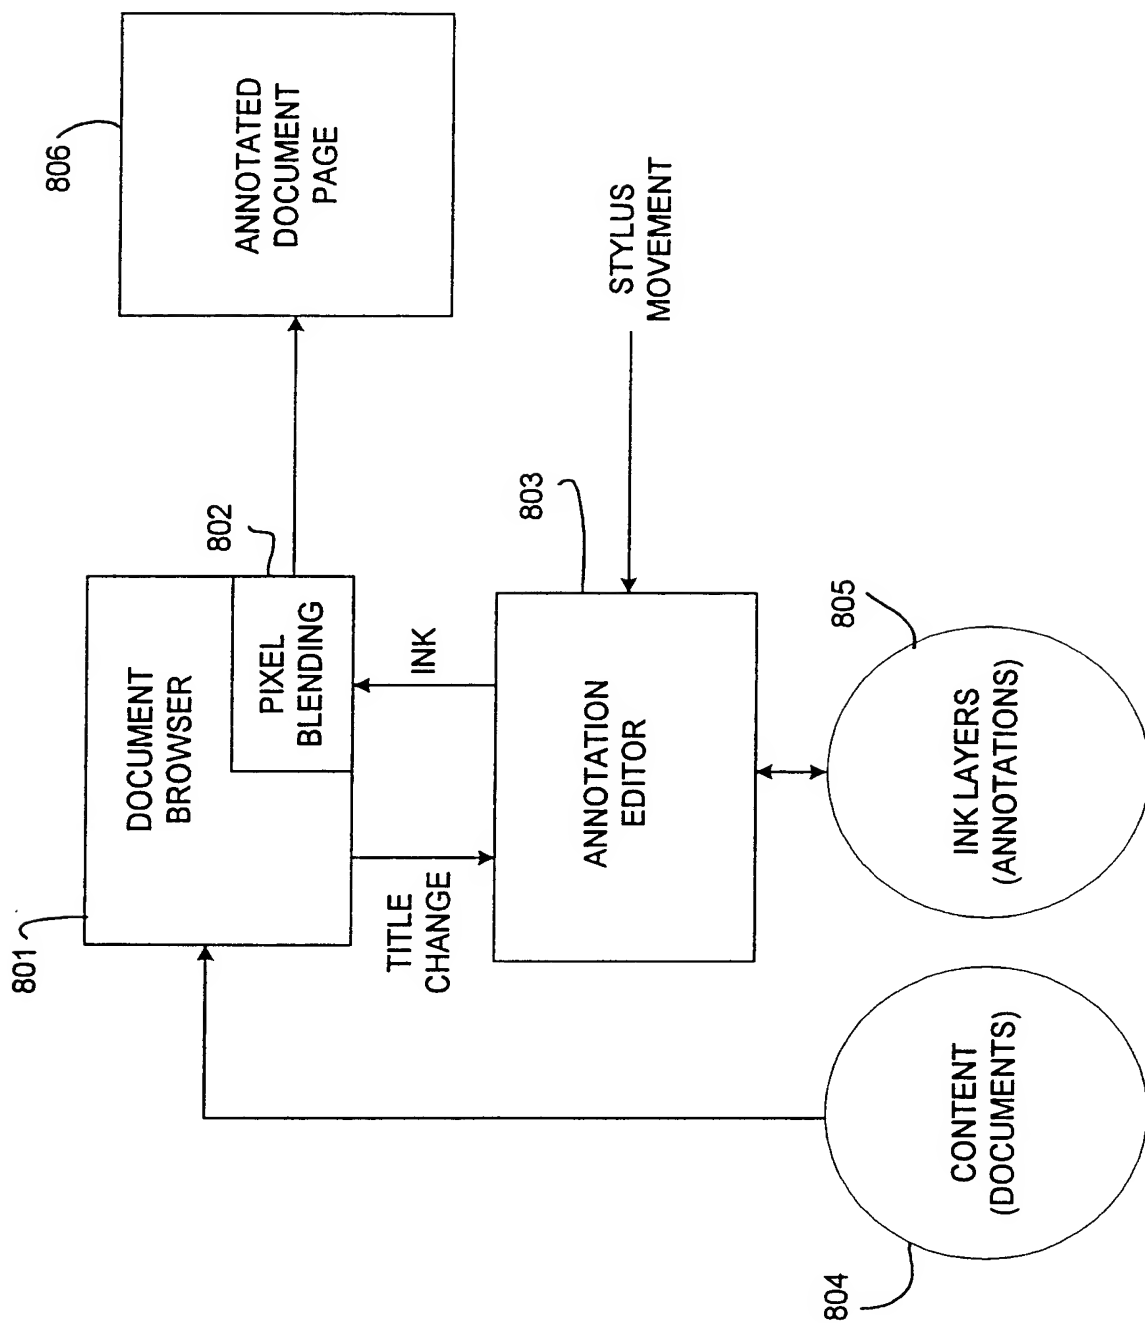 801
DOCUMENT
BROWSER
802
PIXEL
BLENDING
806
ANNOTATED
DOCUMENT
PAGE
TITLE
CHANGE
INK
803
ANNOTATION
EDITOR
STYLUS
MOVEMENT
804
CONTENT
(DOCUMENTS)
805
INK LAYERS
(ANNOTATIONS)